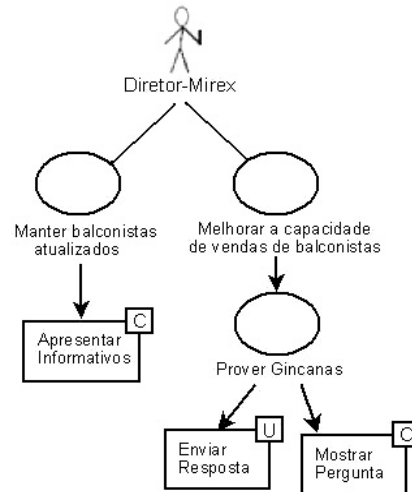 Diretor-Mirex
Manter balconistas
atualizados
Melhorar a capacidade
de vendas de balconistas
C
Apresentar
Informativos
Prover Gincanas
U
Enviar
Resposta
C
Mostrar
Pergunta